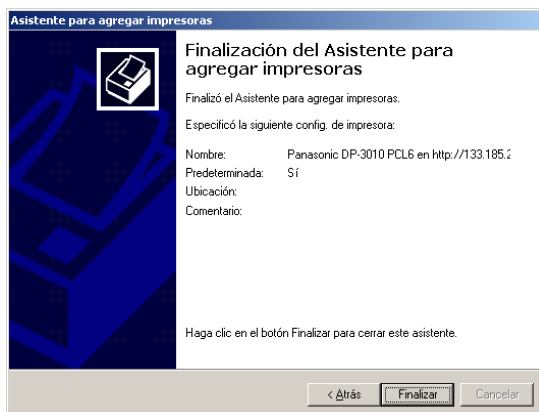 Asistente para agregar impresoras
Finalización del Asistente para
agregar impresoras
Finalizó el Asistente para agregar impresoras.
Especificó la siguiente config. de impresora:
Nombre: Panasonic DP-3010 PCL6 en http://133.185.2
Predeterminada: Sí
Ubicación:
Comentario:
Haga clic en el botón Finalizar para cerrar este asistente.
< Atrás Finalizar Cancelar